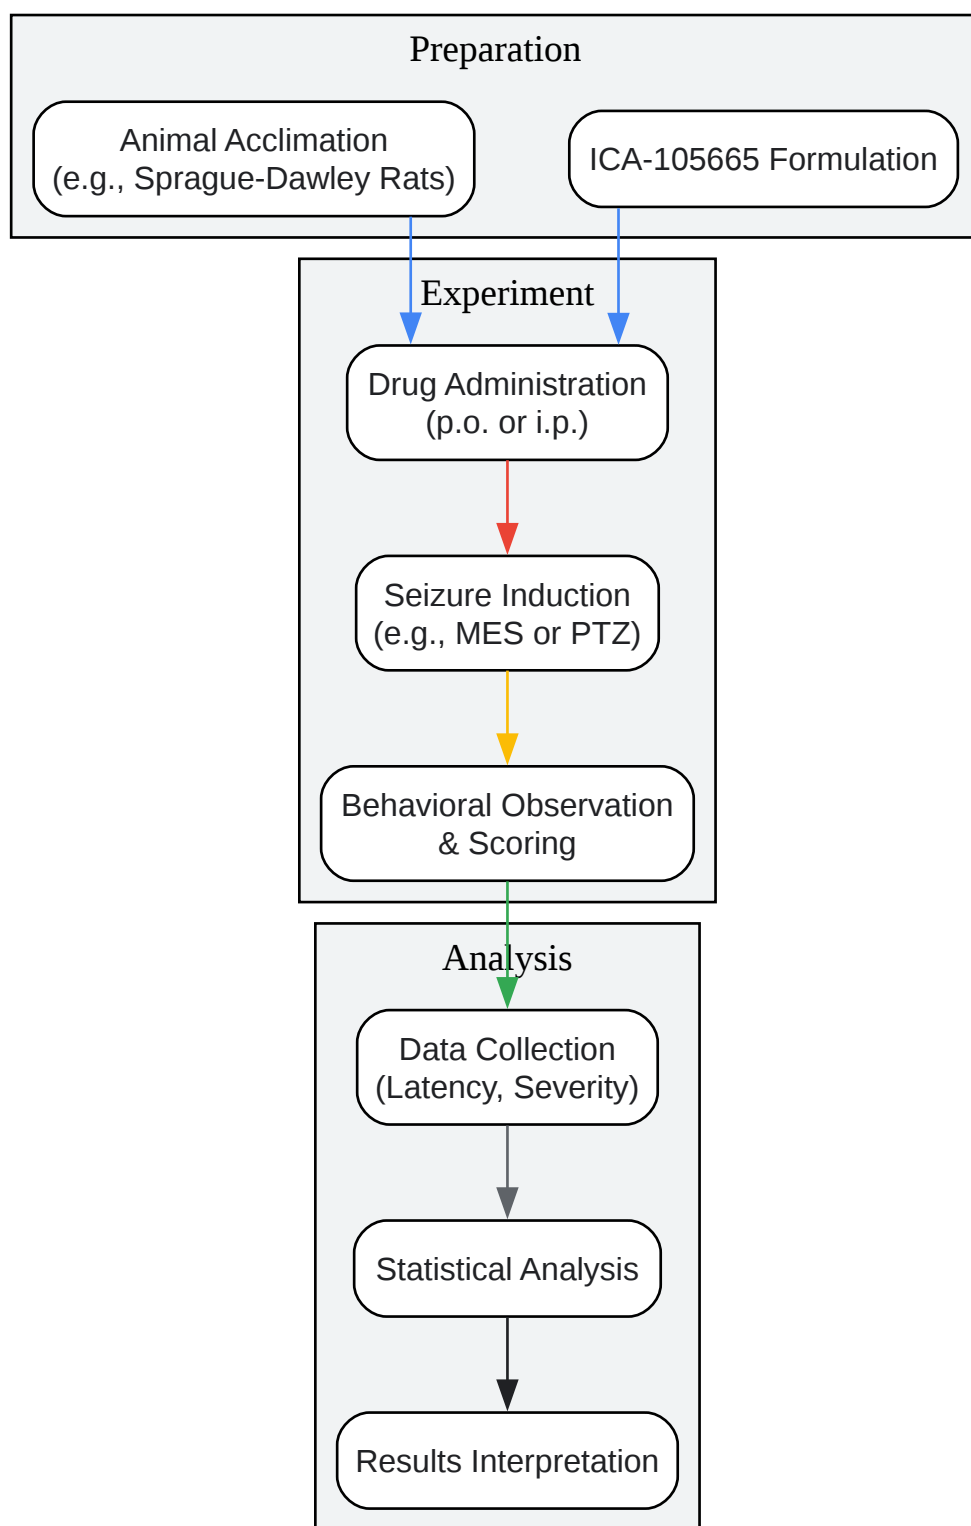 Preparation
Animal Acclimation
(e.g., Sprague-Dawley Rats)
ICA-105665 Formulation
Experiment
Drug Administration
(p.o. or i.p.)
Seizure Induction
(e.g., MES or PTZ)
Behavioral Observation
& Scoring
Analysis
Data Collection
(Latency, Severity)
Statistical Analysis
Results Interpretation